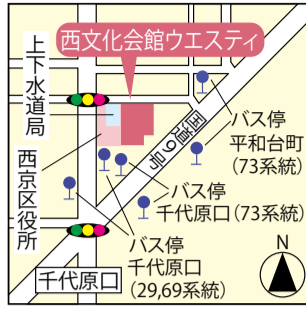 西文化会館ウエスティ
上下水道局
国道9号
バス停
平和台町
(73系統)
西京区役所
バス停
千代原口(73系統)
バス停
千代原口
(29,69系統)
千代原口
N